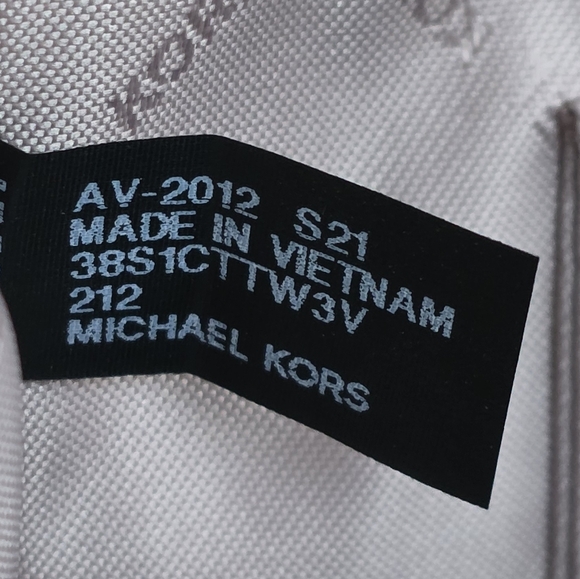 AV-2012 S21
MADE IN VIETNAM
38S1CTTW3V
212
MICHAEL KORS